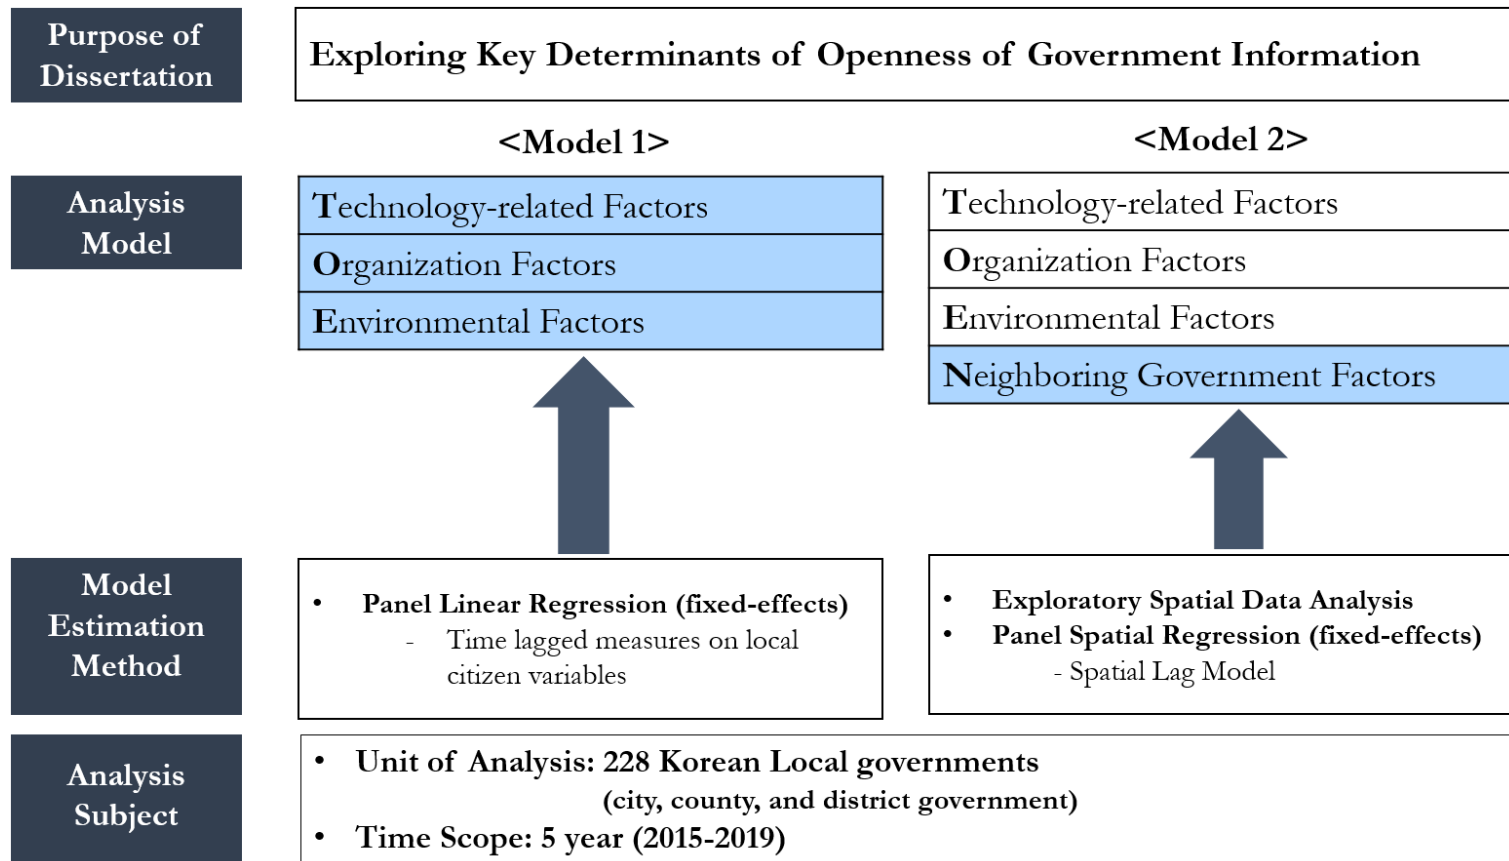 Purpose of
Dissertation
Exploring Key Determinants of Openness of Government Information
<Model 1>
<Model 2>
Analysis
Model
Technology-related Factors
Organization Factors
Environmental Factors
Technology-related Factors
Organization Factors
Environmental Factors
Neighboring Government Factors
Model
Estimation
Method
• Panel Linear Regression (fixed-effects)
- Time lagged measures on local
citizen variables
• Exploratory Spatial Data Analysis
• Panel Spatial Regression (fixed-effects)
- Spatial Lag Model
Analysis
Subject
• Unit of Analysis: 228 Korean Local governments
(city, county, and district government)
• Time Scope: 5 year (2015-2019)